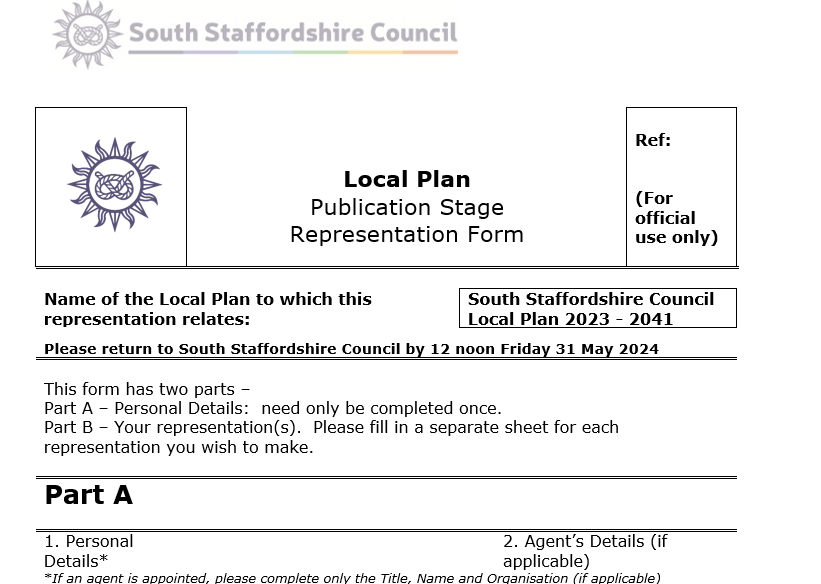 South Staffordshire Council
Local Plan
Publication Stage
Representation Form
Ref:
(For
official
use only)
Name of the Local Plan to which this
representation relates:
South Staffordshire Council
Local Plan 2023 - 2041
Please return to South Staffordshire Council by 12 noon Friday 31 May 2024
This form has two parts –
Part A – Personal Details:  need only be completed once.
Part B – Your representation(s).  Please fill in a separate sheet for each
representation you wish to make.
Part A
1. Personal
Details*
2. Agent’s Details (if
applicable)
*If an agent is appointed, please complete only the Title, Name and Organisation (if applicable)